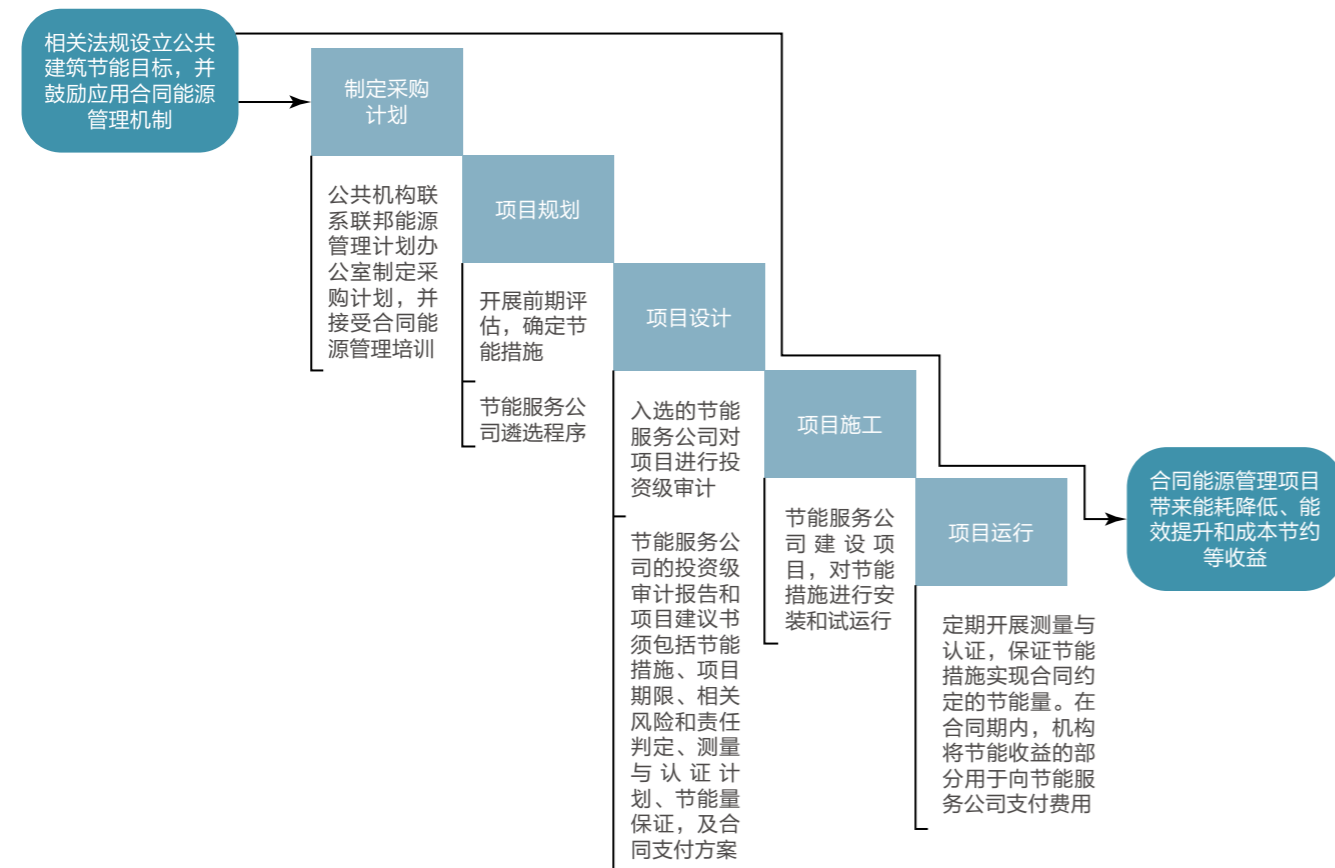 相关法规设立公共
建筑节能目标，并
鼓励应用合同能源
管理机制
制定采购
计划
公共机构联
系联邦能源
管理计划办
公室制定采
购计划，并
接受合同能
源管理培训
项目规划
开展前期评
估，确定节
能措施
节能服务公
司遴选程序
项目设计
入选的节能
服务公司对
项目进行投
资级审计
节能服务公
司的投资级
审计报告和
项目建议书
须包括节能
措施、项目
期限、相关
风险和责任
判定、测量
与认证计
划、节能量
保证，及合
同支付方案
项目施工
节能服务公
司建设项
目，对节能
措施进行安
装和试运行
项目运行
定期开展测量与
认证，保证节能
措施实现合同约
定的节能量。在
合同期内，机构
将节能收益的部
分用于向节能服
务公司支付费用
合同能源管理项目
带来能耗降低、能
效提升和成本节约
等收益